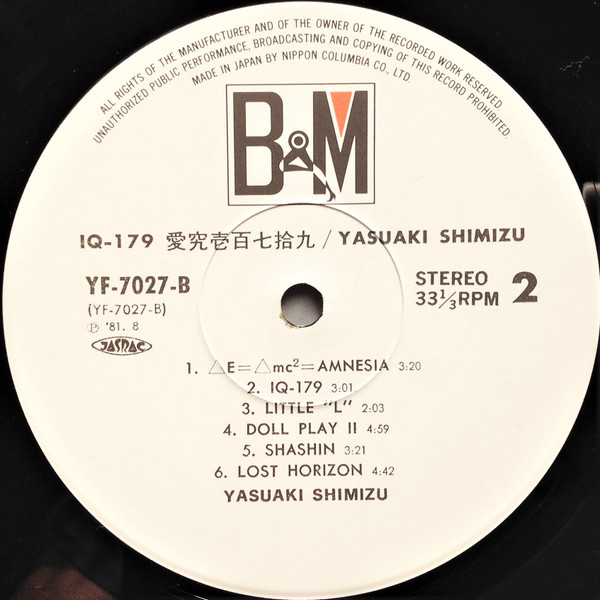 ALL RIGHTS OF THE MANUFACTURER AND OF THE OWNER OF THE RECORDED WORK RESERVED.
UNAUTHORIZED PUBLIC PERFORMANCE, BROADCASTING AND COPYING OF THIS RECORD PROHIBITED.
MADE IN JAPAN BY NIPPON COLUMBIA CO., LTD.
B&M
IQ-179 愛究壱百七拾九 / YASUAKI SHIMIZU
YF-7027-B
(YF-7027-B)
Ⓟ '81. 8
JASRAC
STEREO
33⅓RPM 2
1. △E=△mc²=AMNESIA 3:20
2. IQ-179 3:01
3. LITTLE "L" 2:03
4. DOLL PLAY II 4:59
5. SHASHIN 3:21
6. LOST HORIZON 4:42
YASUAKI SHIMIZU